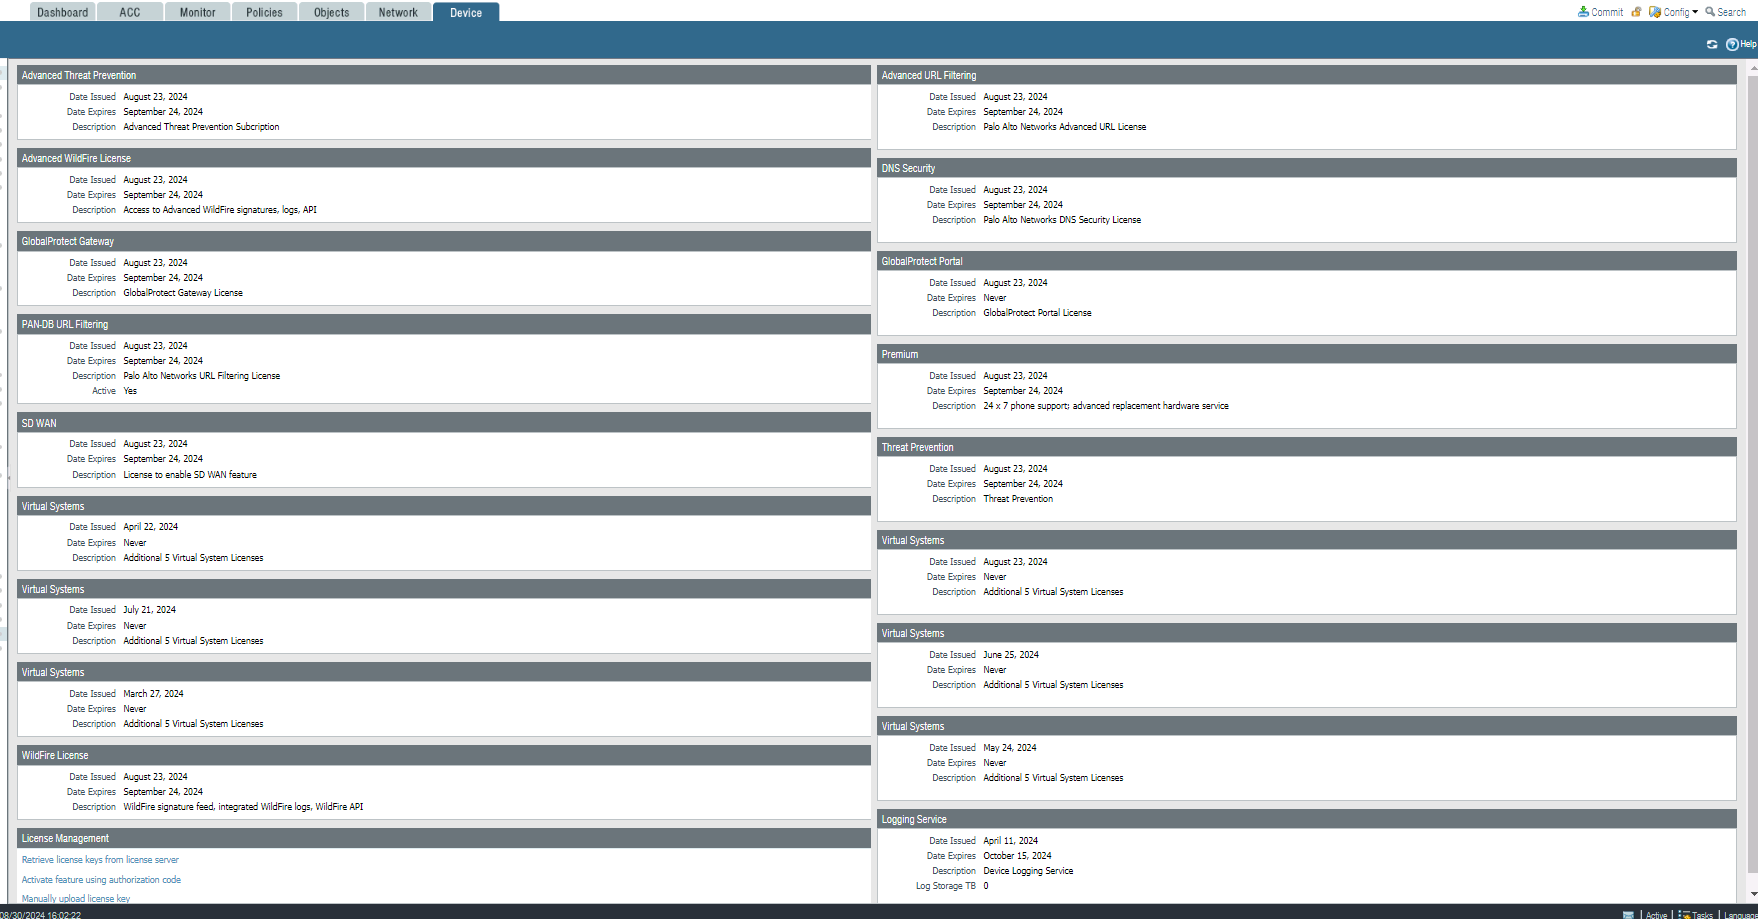 Dashboard ACC Monitor Policies Objects Network Device
Commit Config Search
Help
Advanced Threat Prevention
Date Issued August 23, 2024
Date Expires September 24, 2024
Description Advanced Threat Prevention Subcription
Advanced WildFire License
Date Issued August 23, 2024
Date Expires September 24, 2024
Description Access to Advanced WildFire signatures, logs, API
GlobalProtect Gateway
Date Issued August 23, 2024
Date Expires September 24, 2024
Description GlobalProtect Gateway License
PAN-DB URL Filtering
Date Issued August 23, 2024
Date Expires September 24, 2024
Description Palo Alto Networks URL Filtering License
Active Yes
SD WAN
Date Issued August 23, 2024
Date Expires September 24, 2024
Description License to enable SD WAN feature
Virtual Systems
Date Issued April 22, 2024
Date Expires Never
Description Additional 5 Virtual System Licenses
Virtual Systems
Date Issued July 21, 2024
Date Expires Never
Description Additional 5 Virtual System Licenses
Virtual Systems
Date Issued March 27, 2024
Date Expires Never
Description Additional 5 Virtual System Licenses
WildFire License
Date Issued August 23, 2024
Date Expires September 24, 2024
Description WildFire signature feed, integrated WildFire logs, WildFire API
License Management
Retrieve license keys from license server
Activate feature using authorization code
Manually upload license key
Advanced URL Filtering
Date Issued August 23, 2024
Date Expires September 24, 2024
Description Palo Alto Networks Advanced URL License
DNS Security
Date Issued August 23, 2024
Date Expires September 24, 2024
Description Palo Alto Networks DNS Security License
GlobalProtect Portal
Date Issued August 23, 2024
Date Expires Never
Description GlobalProtect Portal License
Premium
Date Issued August 23, 2024
Date Expires September 24, 2024
Description 24 x 7 phone support; advanced replacement hardware service
Threat Prevention
Date Issued August 23, 2024
Date Expires September 24, 2024
Description Threat Prevention
Virtual Systems
Date Issued August 23, 2024
Date Expires Never
Description Additional 5 Virtual System Licenses
Virtual Systems
Date Issued June 25, 2024
Date Expires Never
Description Additional 5 Virtual System Licenses
Virtual Systems
Date Issued May 24, 2024
Date Expires Never
Description Additional 5 Virtual System Licenses
Logging Service
Date Issued April 11, 2024
Date Expires October 15, 2024
Description Device Logging Service
Log Storage TB 0
08/30/2024 16:02:22
Active | Tasks | Language